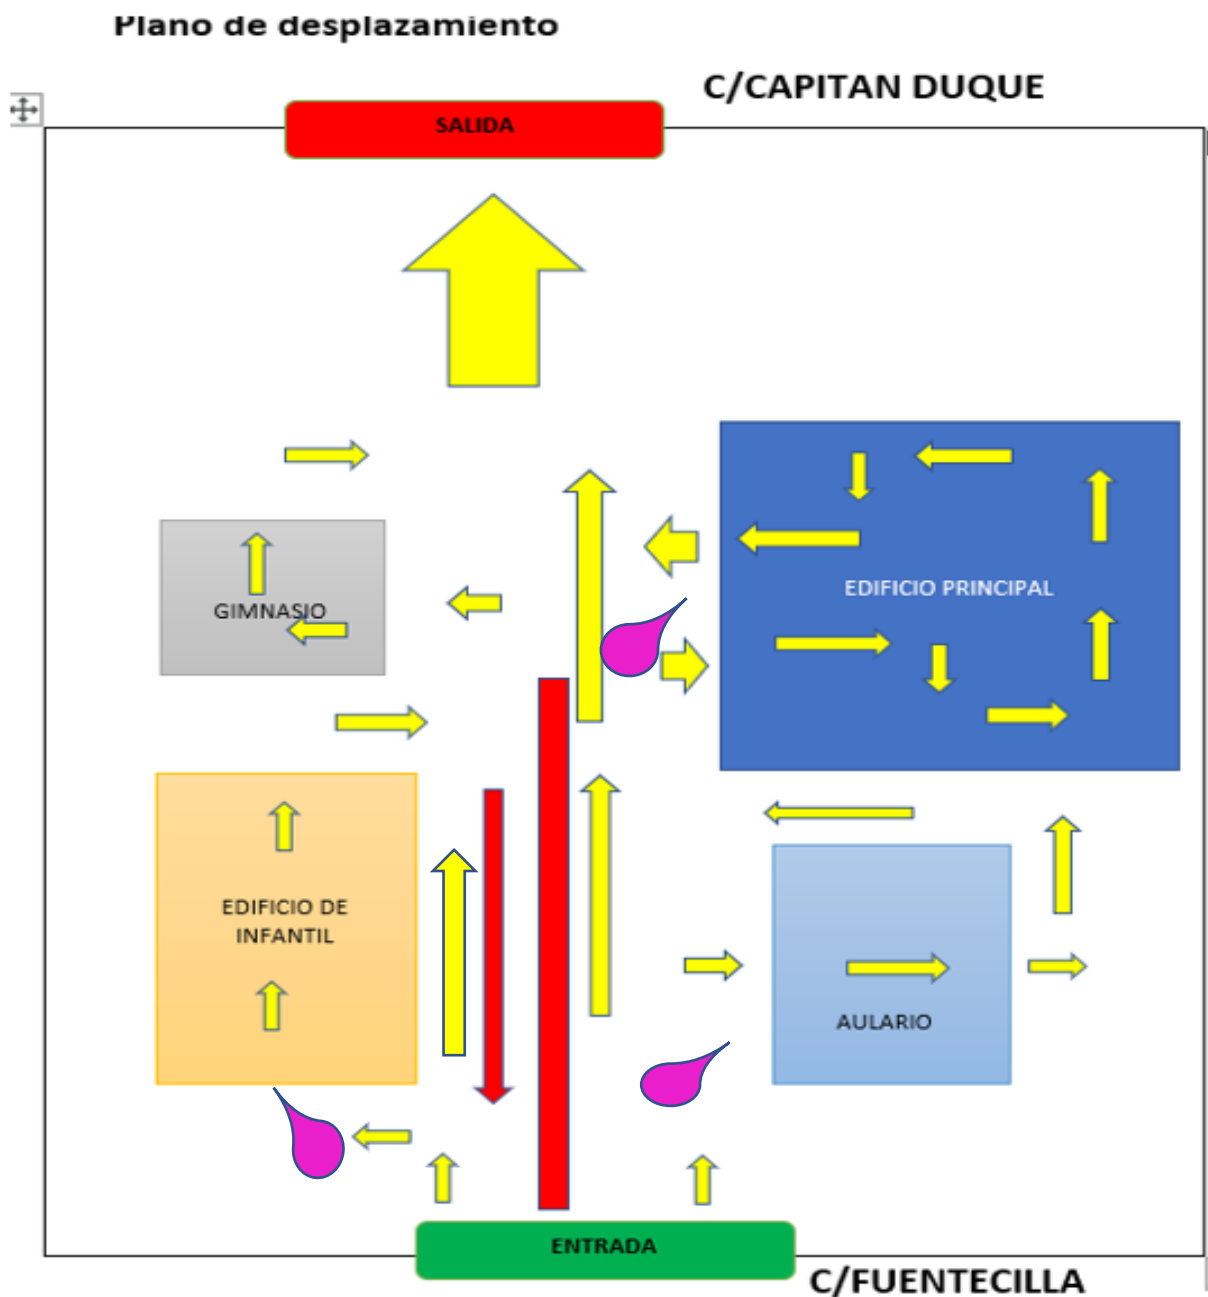 Plano de desplazamiento
C/CAPITAN DUQUE
SALIDA
EDIFICIO PRINCIPAL
GIMNASIO
EDIFICIO DE
INFANTIL
AULARIO
ENTRADA
C/FUENTECILLA